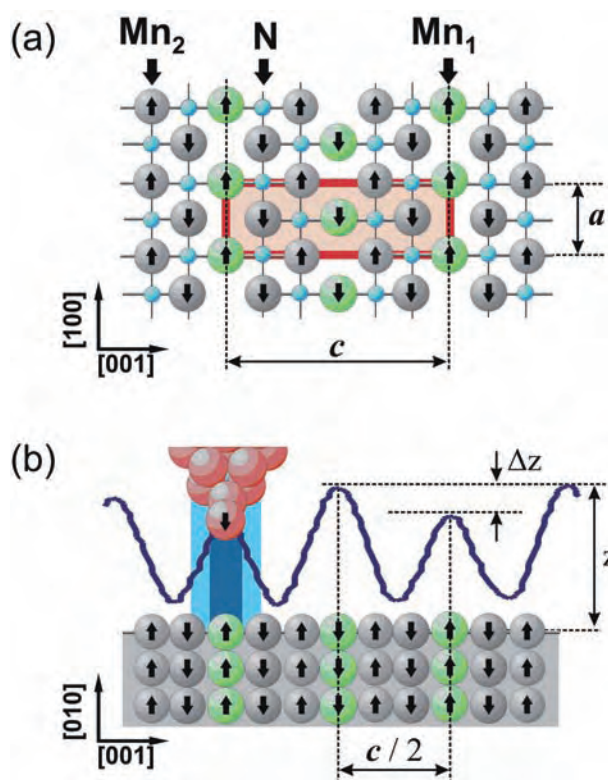 (a)
Mn₂ N Mn₁
a
[100]
[001]
c
(b)
Δz
z
[010]
[001]
c / 2